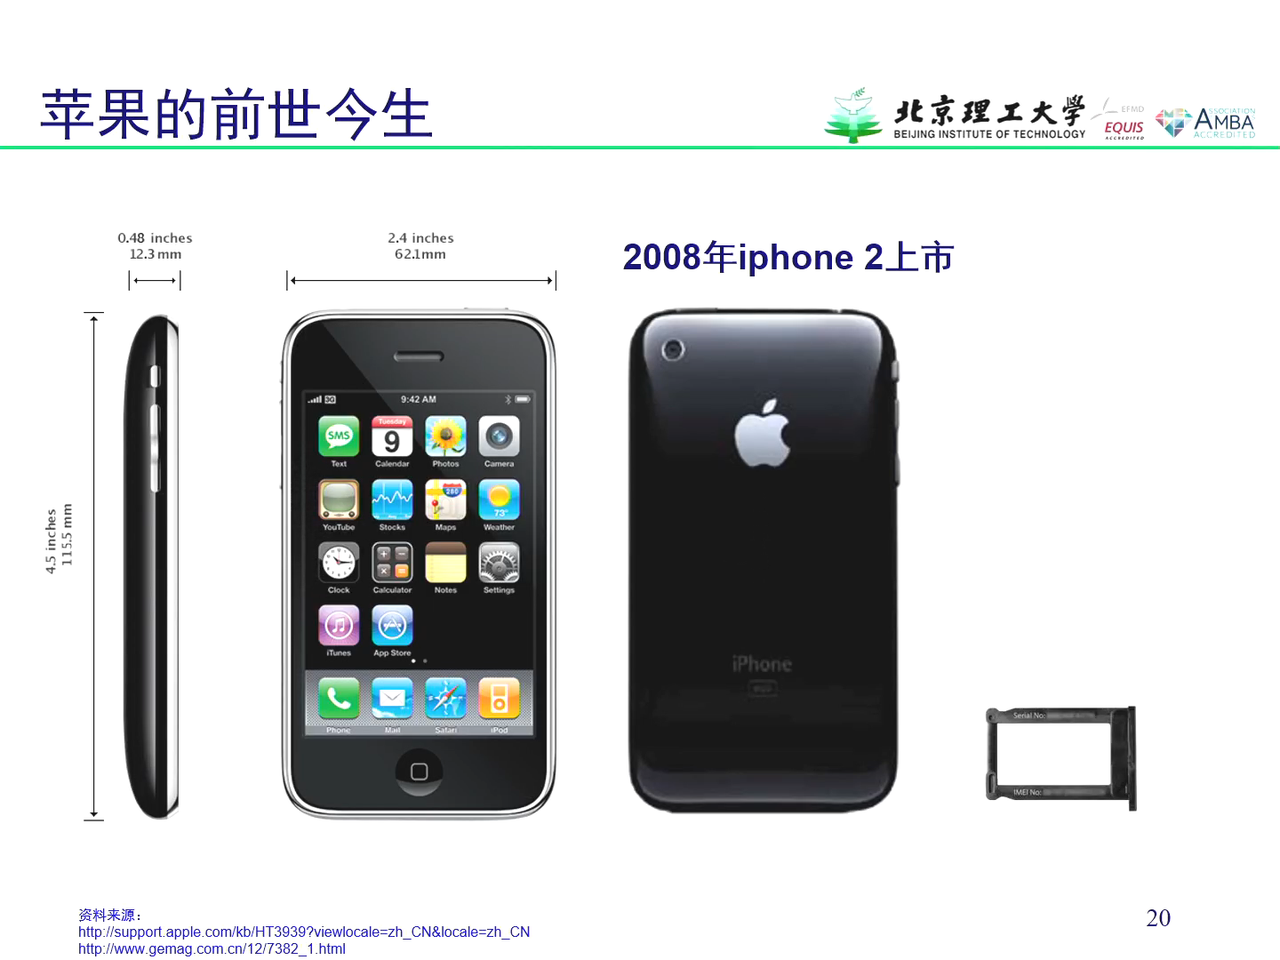 苹果的前世今生
北京理工大学
BEIJING INSTITUTE OF TECHNOLOGY
EFMD
EQUIS
ACCREDITED
ASSOCIATION
AMBA
ACCREDITED
0.48 inches
12.3 mm
2.4 inches
62.1mm
2008年iphone 2上市
4.5 inches
115.5 mm
3G
9:42 AM
SMS
Tuesday
9
Text
Calendar
Photos
Camera
280
73°
YouTube
Stocks
Maps
Weather
Clock
Calculator
Notes
Settings
iTunes
App Store
Phone
Mail
Safari
iPod
iPhone
Serial No:
IMEI No:
资料来源：
http://support.apple.com/kb/HT3939?viewlocale=zh_CN&locale=zh_CN
http://www.gemag.com.cn/12/7382_1.html
20